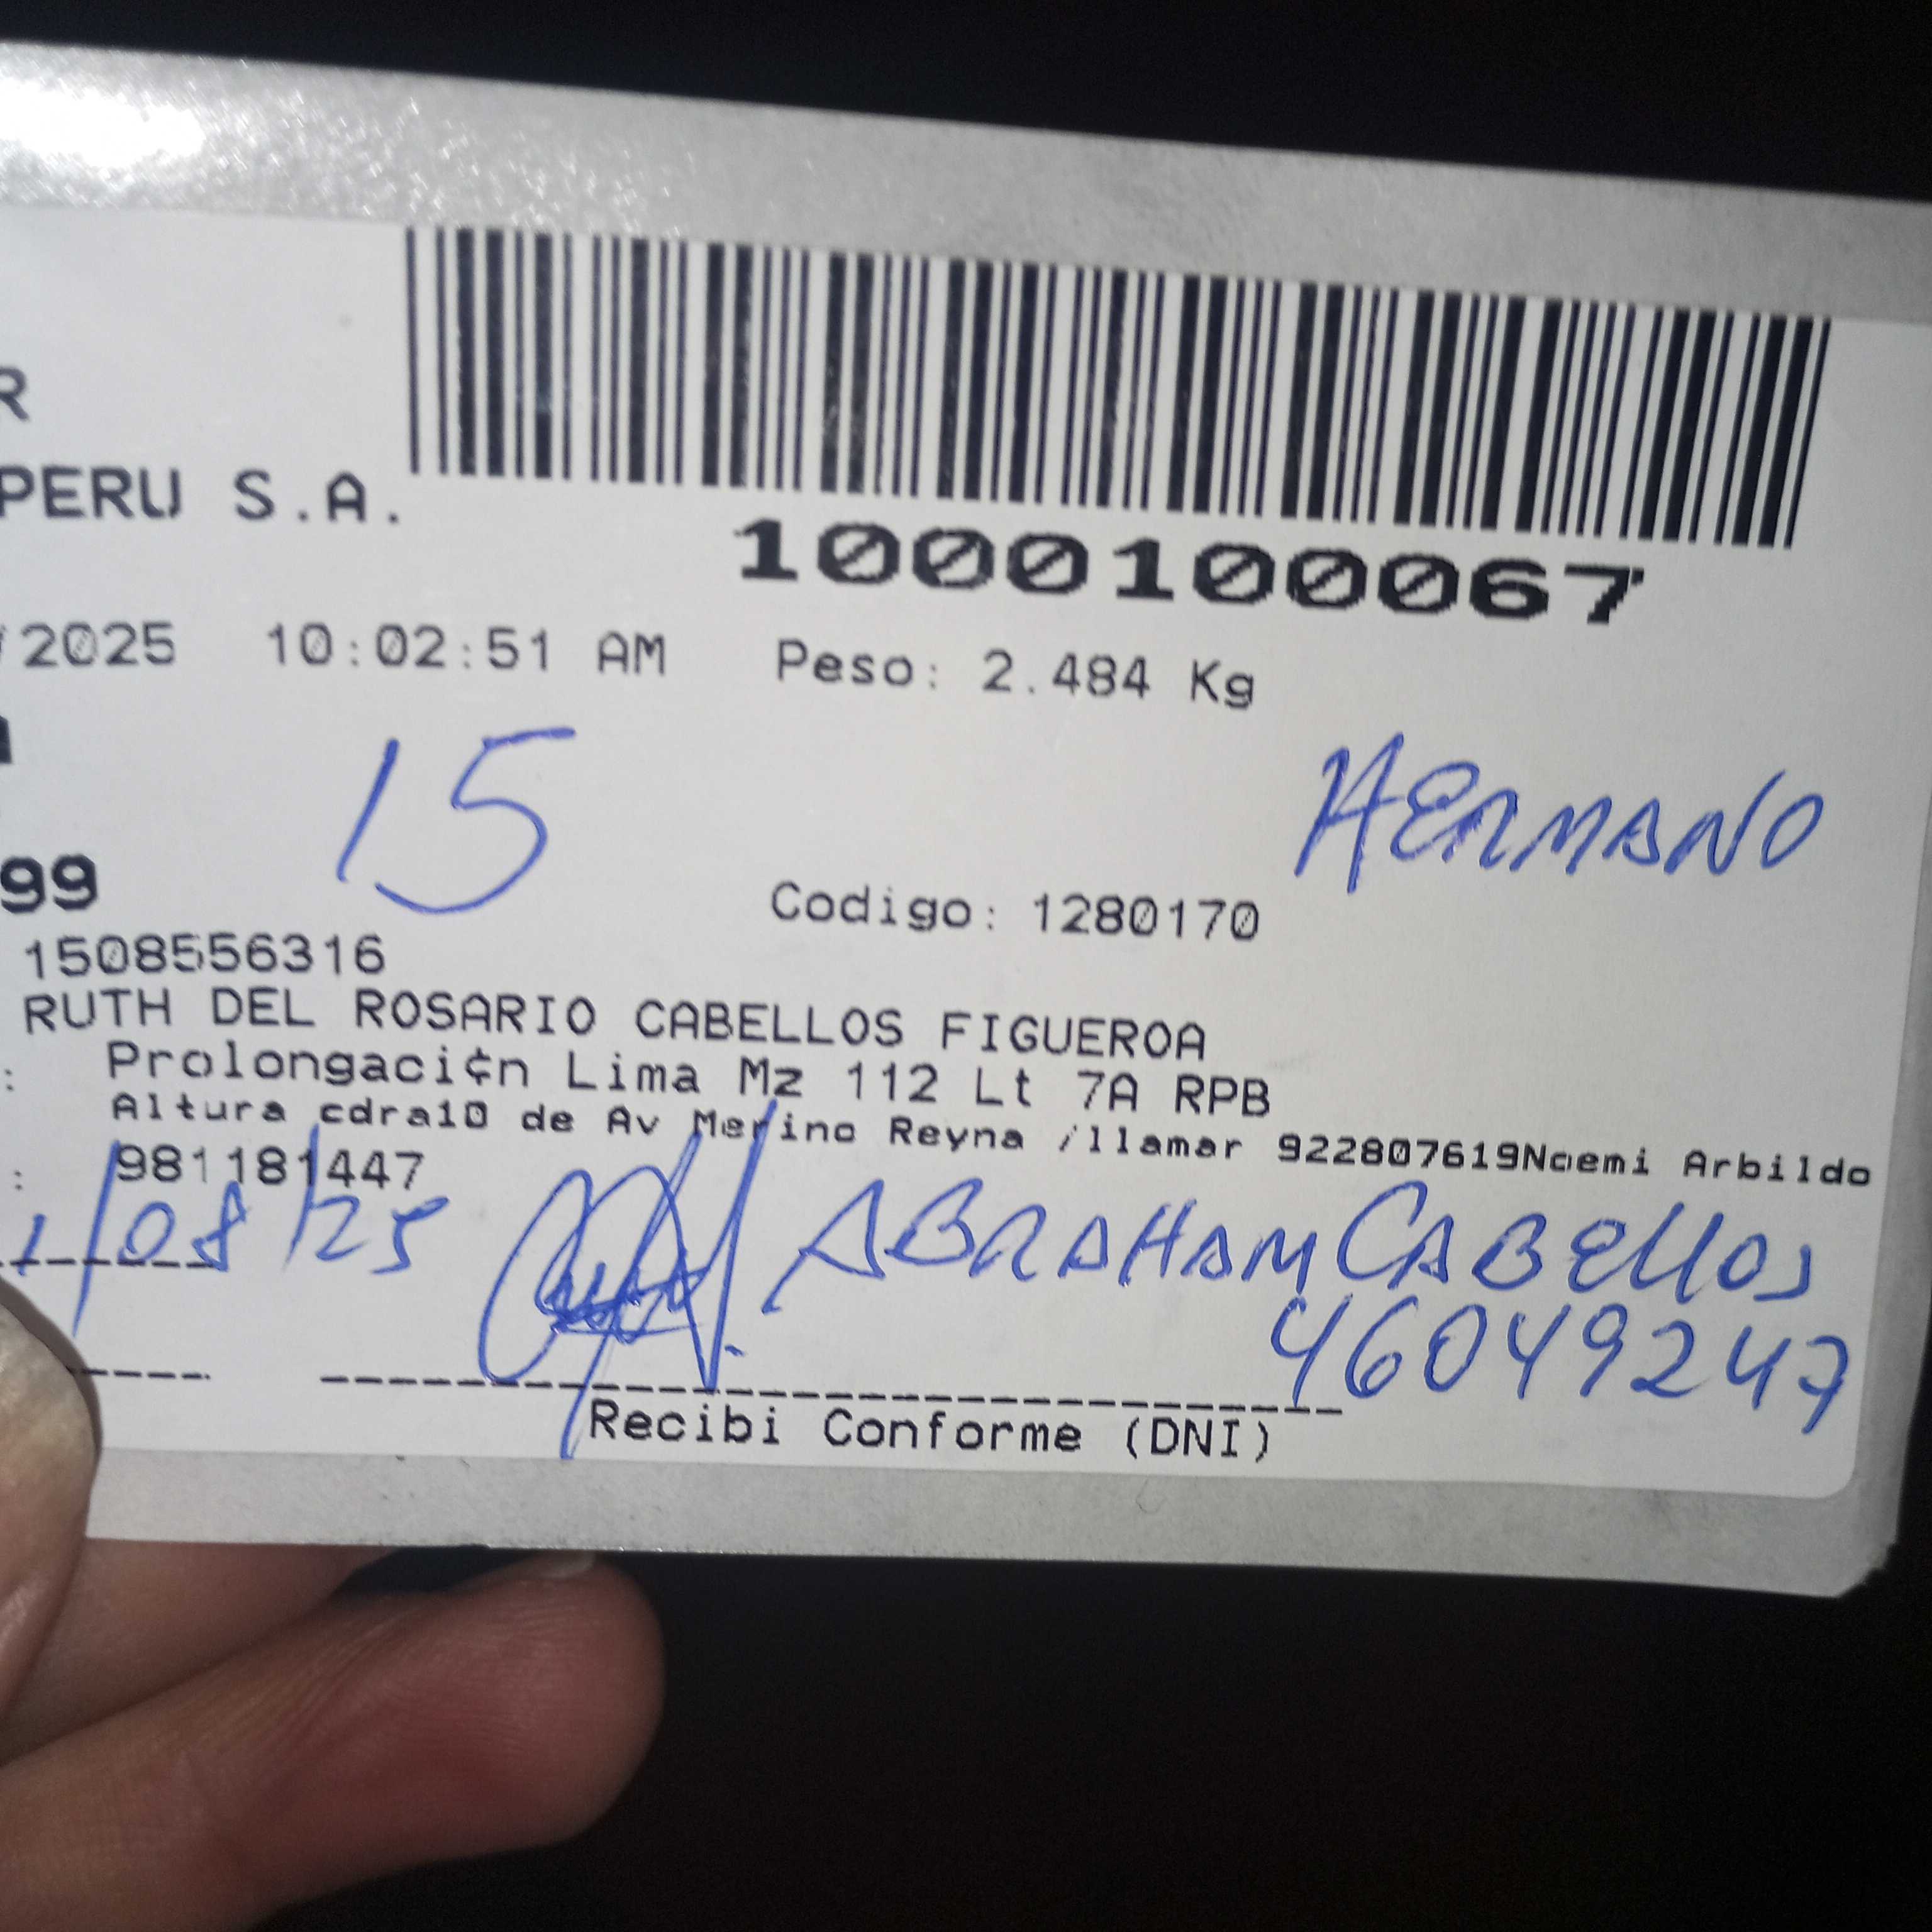 R
PERU S.A.
1000100067
2025 10:02:51 AM Peso: 2.484 Kg
15
HERMANO
99
Codigo: 1280170
1508556316
RUTH DEL ROSARIO CABELLOS FIGUEROA
: Prolongaci¢n Lima Mz 112 Lt 7A RPB
Altura cdra10 de Av Merino Reyna /llamar 922807619Noemi Arbildo
: 981181447
1/08/25 ABRAHAM CABELLOS
46049247
Recibi Conforme (DNI)